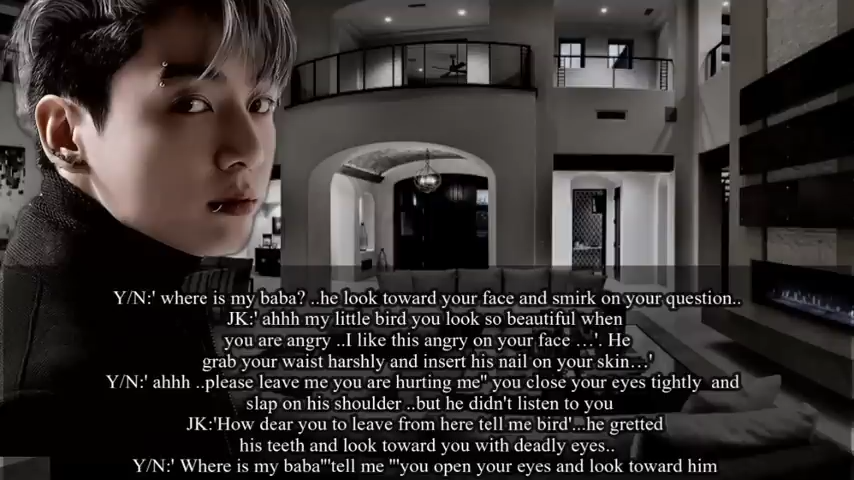 Y/N:' where is my baba? ..he look toward your face and smirk on your question..
JK:' ahhh my little bird you look so beautiful when
you are angry ..I like this angry on your face …'. He
grab your waist harshly and insert his nail on your skin…'
Y/N:' ahhh ..please leave me you are hurting me" you close your eyes tightly  and
slap on his shoulder ..but he didn't listen to you
JK:'How dear you to leave from here tell me bird'...he gretted
his teeth and look toward you with deadly eyes..
Y/N:' Where is my baba"'tell me "'you open your eyes and look toward him